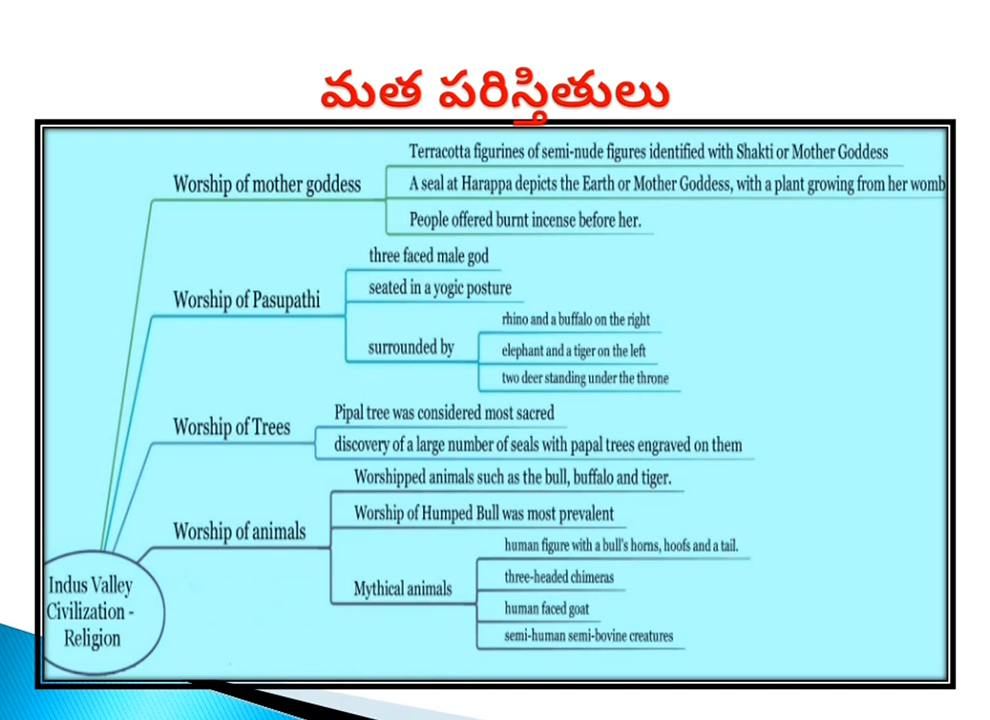 మత పరిస్తితులు
Terracotta figurines of semi-nude figures identified with Shakti or Mother Goddess
Worship of mother goddess
A seal at Harappa depicts the Earth or Mother Goddess, with a plant growing from her womb
People offered burnt incense before her.
three faced male god
seated in a yogic posture
Worship of Pasupathi
rhino and a buffalo on the right
surrounded by
elephant and a tiger on the left
two deer standing under the throne
Pipal tree was considered most sacred
Worship of Trees
discovery of a large number of seals with papal trees engraved on them
Worshipped animals such as the bull, buffalo and tiger.
Worship of Humped Bull was most prevalent
Worship of animals
human figure with a bull's horns, hoofs and a tail.
three-headed chimeras
Mythical animals
human faced goat
semi-human semi-bovine creatures
Indus Valley
Civilization -
Religion